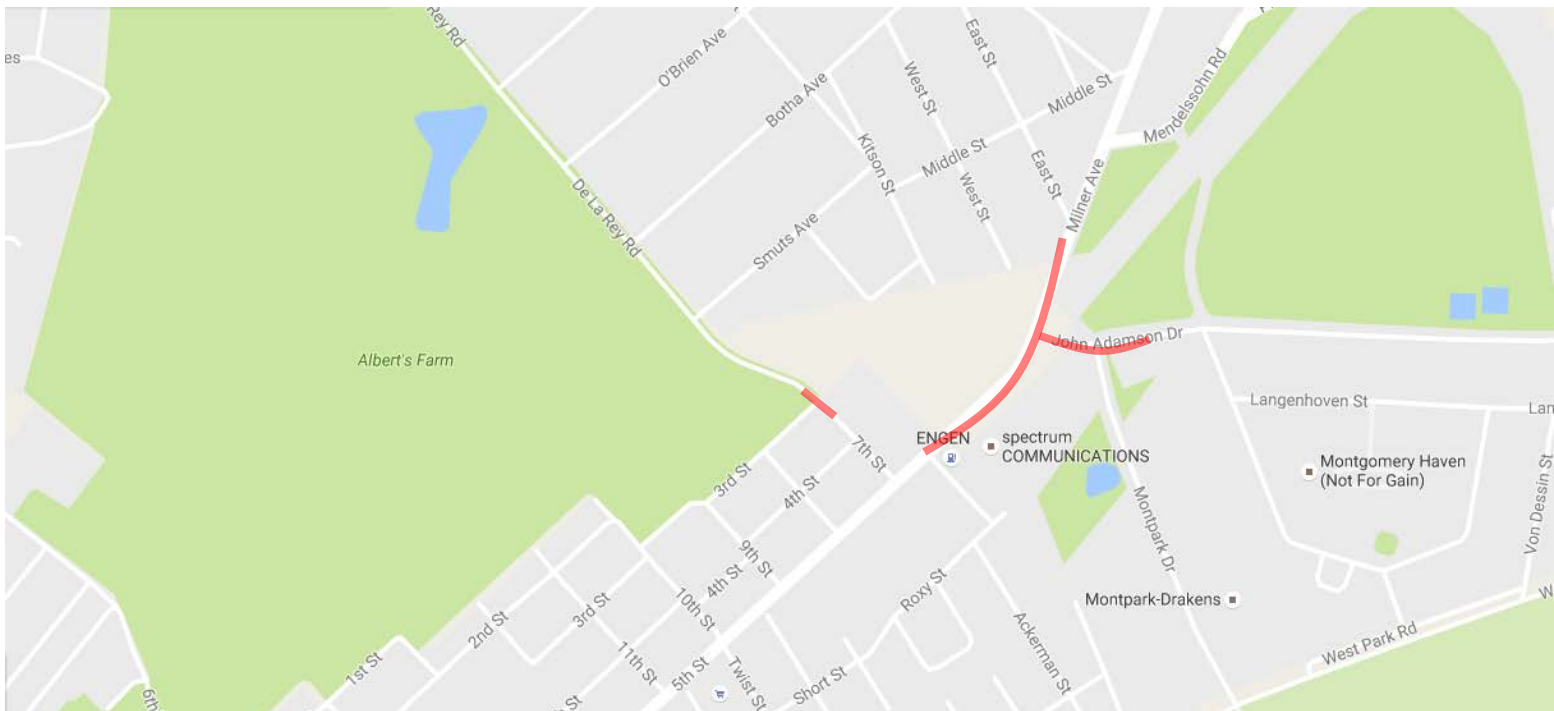 Rey Rd
es
O'Brien Ave
Botha Ave
West St
East St
Middle St
Mendelssohn Rd
Kitson St
Middle St
West St
East St
Milner Ave
De La Rey Rd
Smuts Ave
John Adamson Dr
Albert's Farm
Langenhoven St
Lan
ENGEN
spectrum
COMMUNICATIONS
7th St
3rd St
4th St
Montgomery Haven
(Not For Gain)
Von Dessin St
Montpark Dr
9th St
4th St
10th St
Roxy St
Montpark-Drakens
3rd St
2nd St
11th St
Ackerman St
West Park Rd
W
1st St
5th St
Twist St
Short St
6th
St